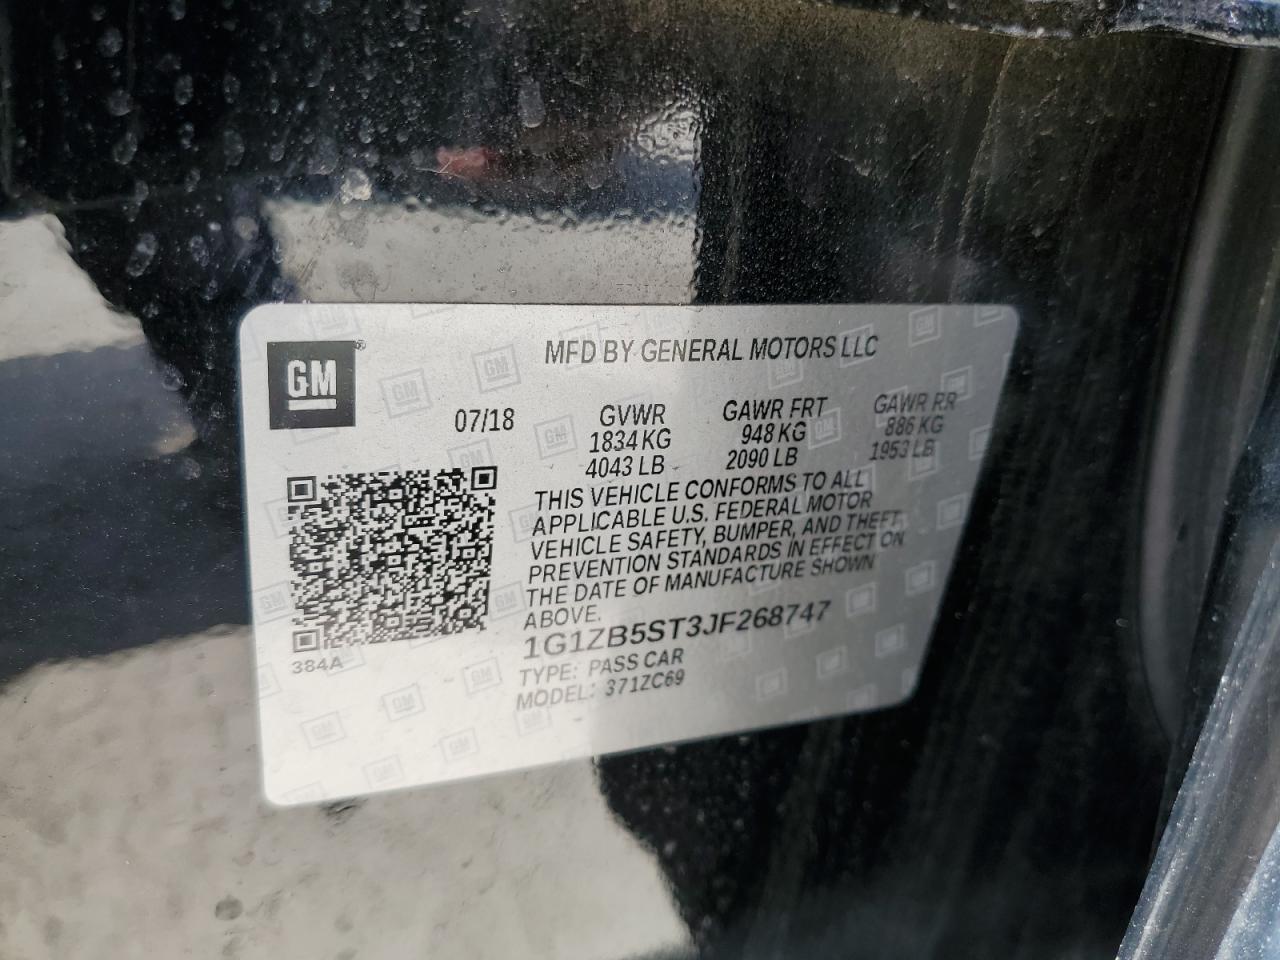 GM
MFD BY GENERAL MOTORS LLC
07/18 GVWR GAWR FRT GAWR RR
1834 KG 948 KG 886 KG
4043 LB 2090 LB 1953 LB
THIS VEHICLE CONFORMS TO ALL
APPLICABLE U.S. FEDERAL MOTOR
VEHICLE SAFETY, BUMPER, AND THEFT
PREVENTION STANDARDS IN EFFECT ON
THE DATE OF MANUFACTURE SHOWN
ABOVE.
1G1ZB5ST3JF268747
384A
TYPE: PASS CAR
MODEL: 371ZC69